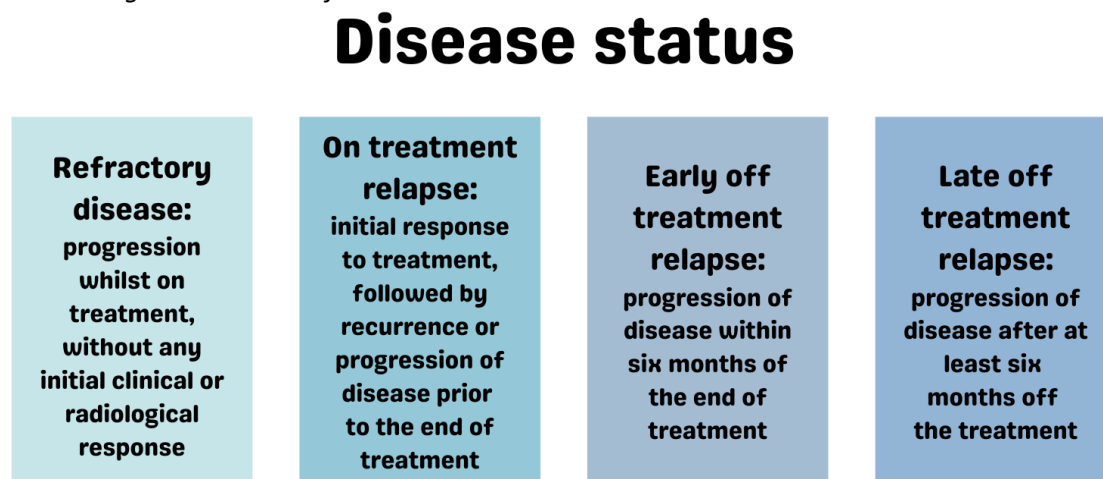 Disease status
Refractory
disease:
progression
whilst on
treatment,
without any
initial clinical or
radiological
response
On treatment
relapse:
initial response
to treatment,
followed by
recurrence or
progression of
disease prior
to the end of
treatment
Early off
treatment
relapse:
progression of
disease within
six months of
the end of
treatment
Late off
treatment
relapse:
progression of
disease after at
least six
months off
the treatment